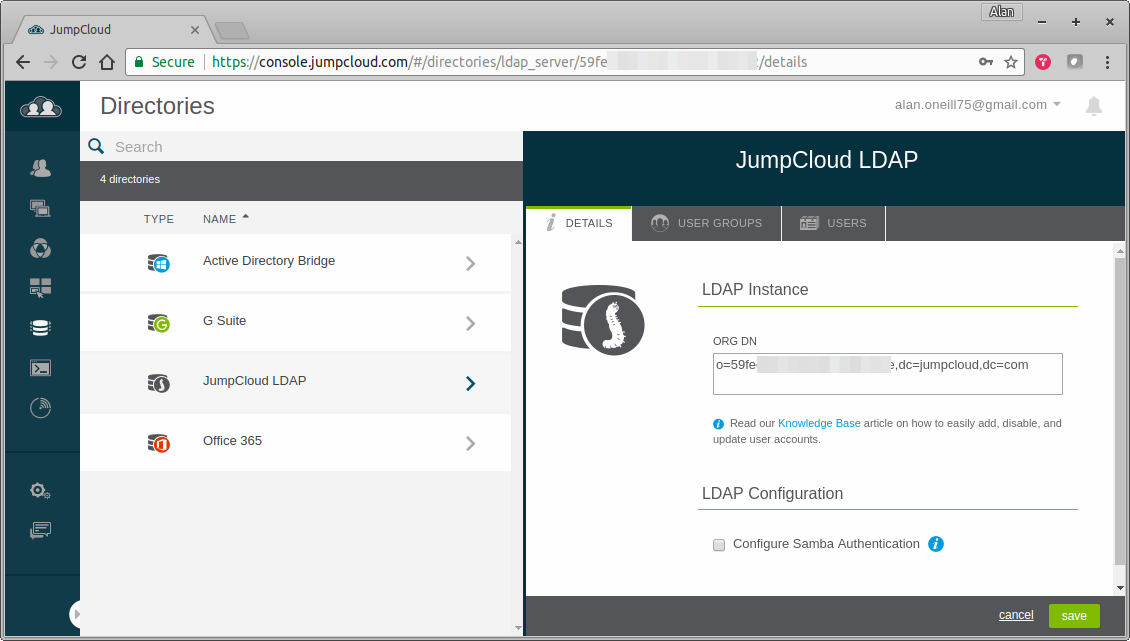 Alan
JumpCloud
Secure https://console.jumpcloud.com/#/directories/ldap_server/59fe /details
Directories
alan.oneill75@gmail.com
Search
4 directories
TYPE NAME
Active Directory Bridge
G Suite
JumpCloud LDAP
Office 365
JumpCloud LDAP
DETAILS USER GROUPS USERS
LDAP Instance
ORG DN
o=59fe e,dc=jumpcloud,dc=com
Read our Knowledge Base article on how to easily add, disable, and
update user accounts.
LDAP Configuration
Configure Samba Authentication
cancel save